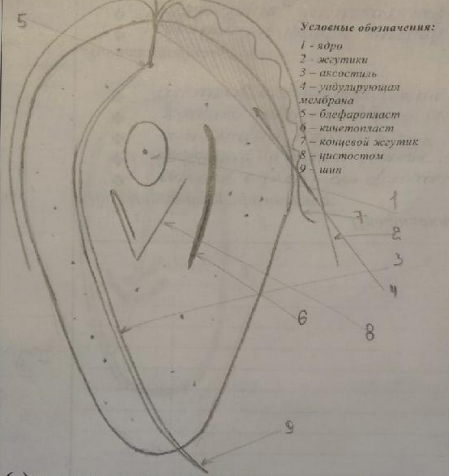 5
Условные обозначения:
1 - ядро
2 - жгутики
3 – аксостиль
4 – ундулирующая
мембрана
5 – блефаропласт
6 – кинетопласт
7 – концевой жгутик
8 – цистостом
9 – шип
1
7
2
3
4
6
8
9